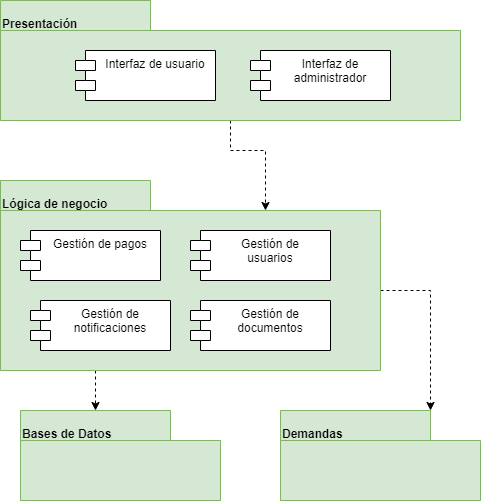 Presentación
Interfaz de usuario
Interfaz de
administrador
Lógica de negocio
Gestión de pagos
Gestión de
usuarios
Gestión de
notificaciones
Gestión de
documentos
Bases de Datos
Demandas